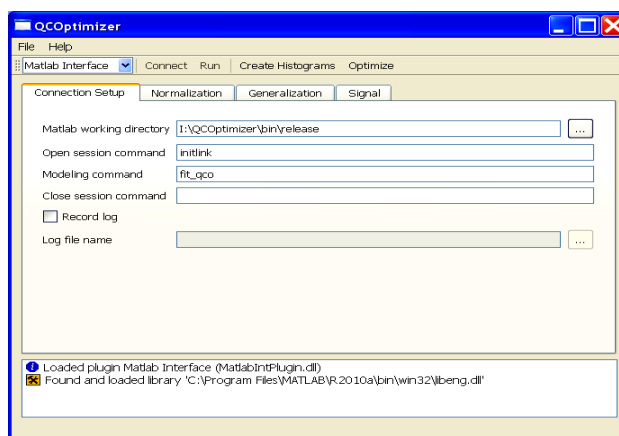 QCOptimizer
File Help
Matlab Interface Connect Run Create Histograms Optimize
Connection Setup Normalization Generalization Signal
Matlab working directory I:\QCOptimizer\bin\release ...
Open session command initlink
Modeling command fit_qco
Close session command
Record log
Log file name ...
Loaded plugin Matlab Interface (MatlabIntPlugin.dll)
Found and loaded library 'C:\Program Files\MATLAB\R2010a\bin\win32\libeng.dll'